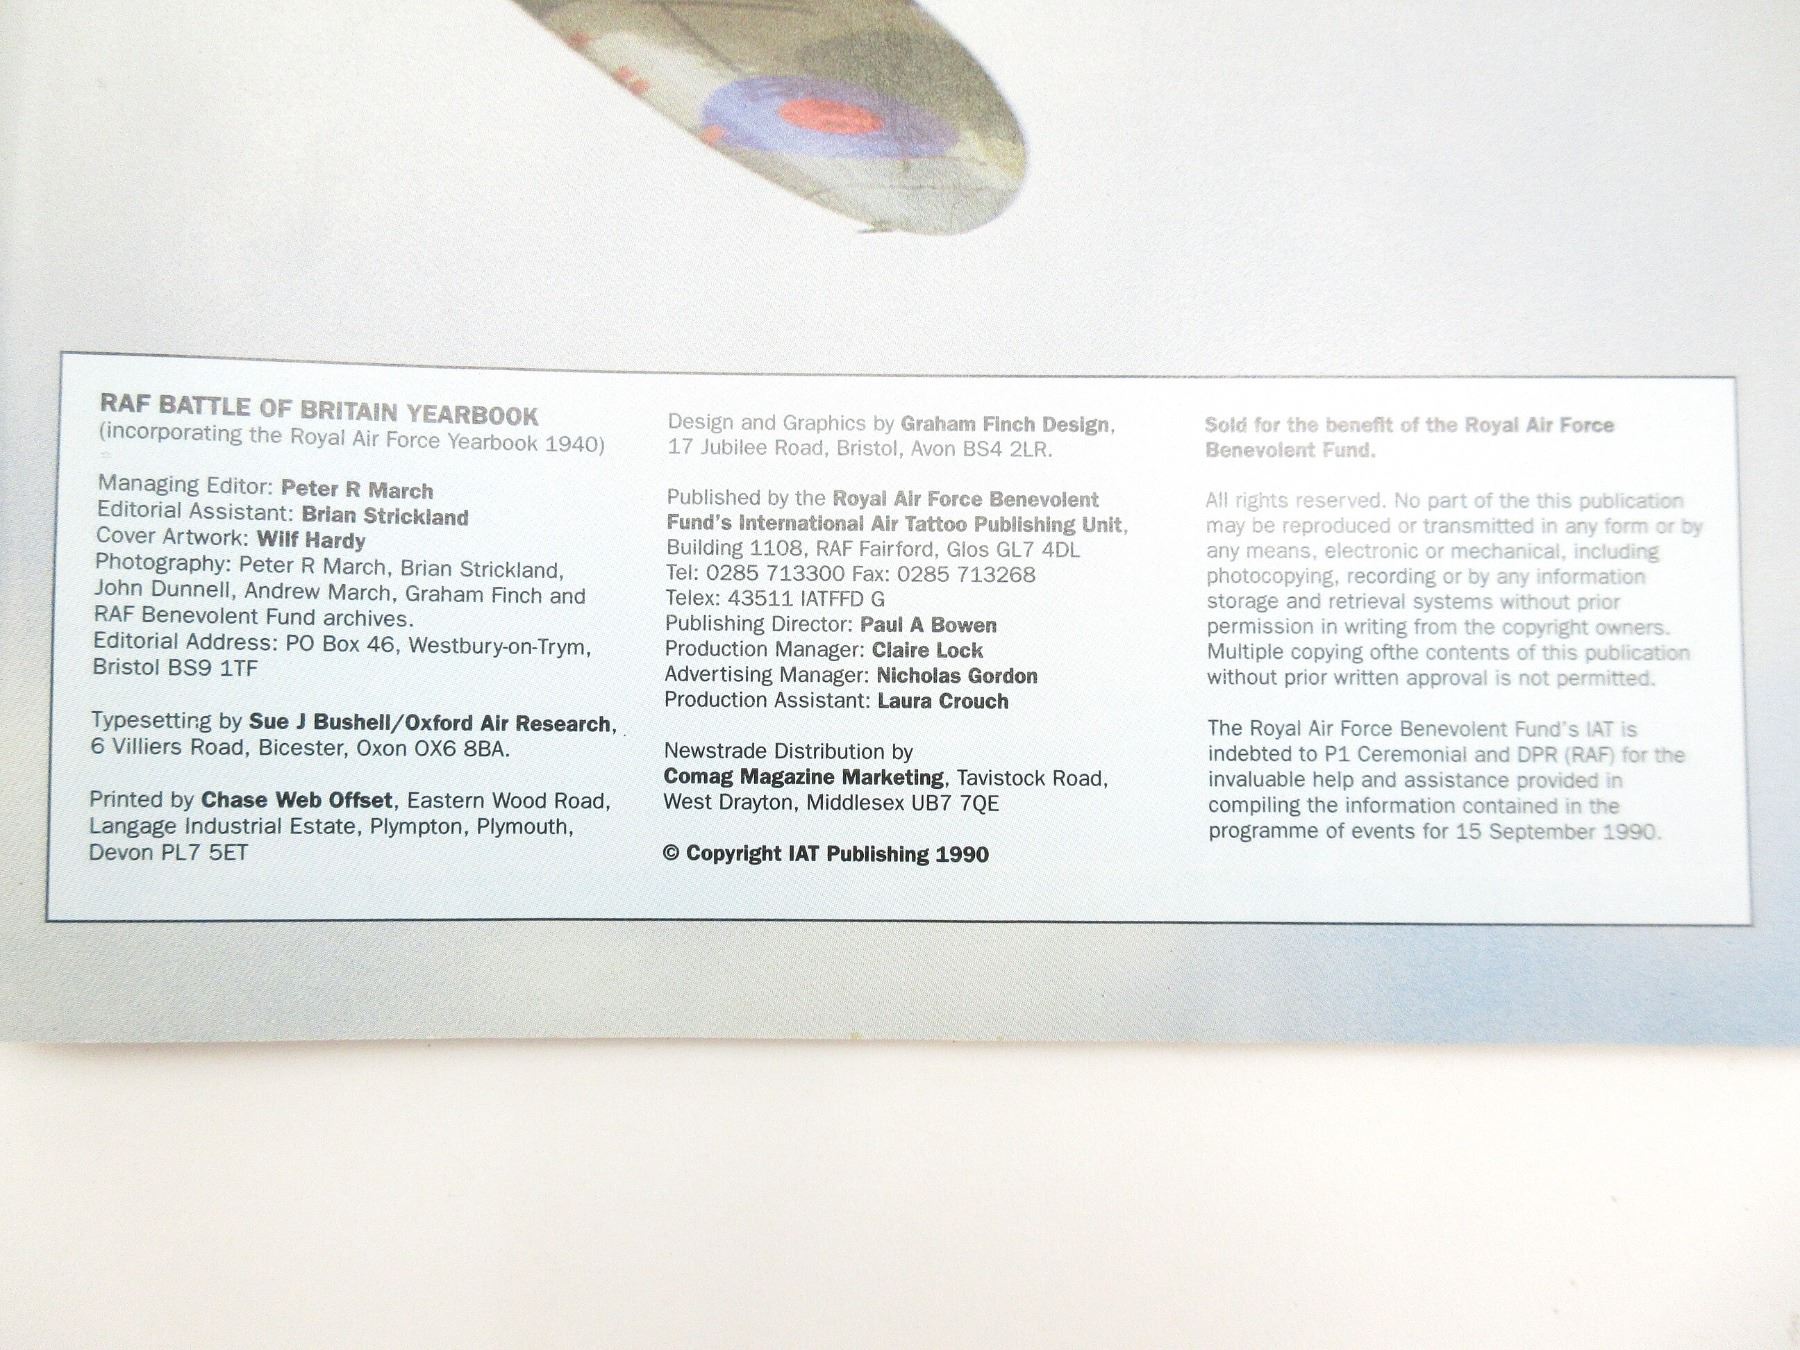 RAF BATTLE OF BRITAIN YEARBOOK
(incorporating the Royal Air Force Yearbook 1940)
Managing Editor: Peter R March
Editorial Assistant: Brian Strickland
Cover Artwork: Wilf Hardy
Photography: Peter R March, Brian Strickland,
John Dunnell, Andrew March, Graham Finch and
RAF Benevolent Fund archives.
Editorial Address: PO Box 46, Westbury-on-Trym,
Bristol BS9 1TF
Typesetting by Sue J Bushell/Oxford Air Research,
6 Villiers Road, Bicester, Oxon OX6 8BA.
Printed by Chase Web Offset, Eastern Wood Road,
Langage Industrial Estate, Plympton, Plymouth,
Devon PL7 5ET
Design and Graphics by Graham Finch Design,
17 Jubilee Road, Bristol, Avon BS4 2LR.
Published by the Royal Air Force Benevolent
Fund's International Air Tattoo Publishing Unit,
Building 1108, RAF Fairford, Glos GL7 4DL
Tel: 0285 713300 Fax: 0285 713268
Telex: 43511 IATFFD G
Publishing Director: Paul A Bowen
Production Manager: Claire Lock
Advertising Manager: Nicholas Gordon
Production Assistant: Laura Crouch
Newstrade Distribution by
Comag Magazine Marketing, Tavistock Road,
West Drayton, Middlesex UB7 7QE
© Copyright IAT Publishing 1990
Sold for the benefit of the Royal Air Force
Benevolent Fund.
All rights reserved. No part of the this publication
may be reproduced or transmitted in any form or by
any means, electronic or mechanical, including
photocopying, recording or by any information
storage and retrieval systems without prior
permission in writing from the copyright owners.
Multiple copying ofthe contents of this publication
without prior written approval is not permitted.
The Royal Air Force Benevolent Fund's IAT is
indebted to P1 Ceremonial and DPR (RAF) for the
invaluable help and assistance provided in
compiling the information contained in the
programme of events for 15 September 1990.